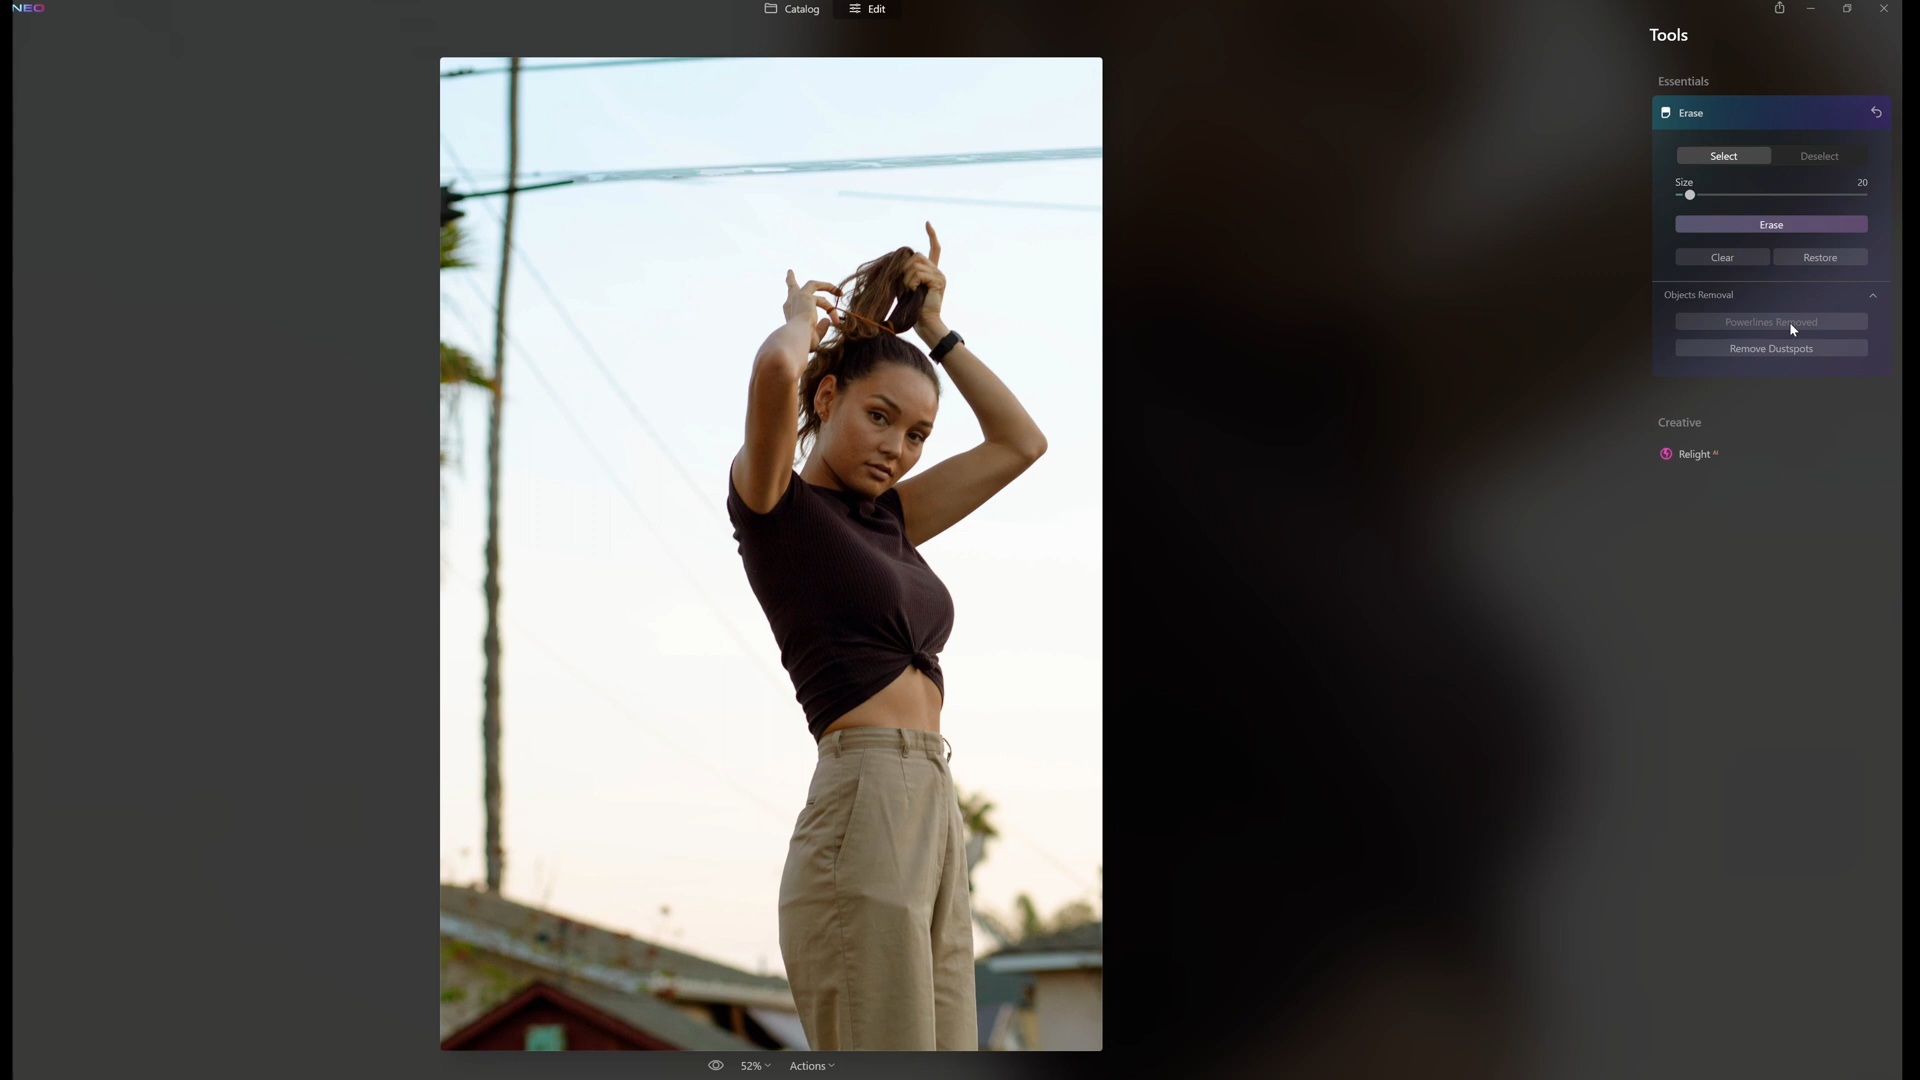 NEO
Catalog
Edit
Tools
Essentials
Erase
Select Deselect
Size 20
Erase
Clear Restore
Objects Removal
Powerlines Removed
Remove Dustspots
Creative
Relight AI
52% Actions